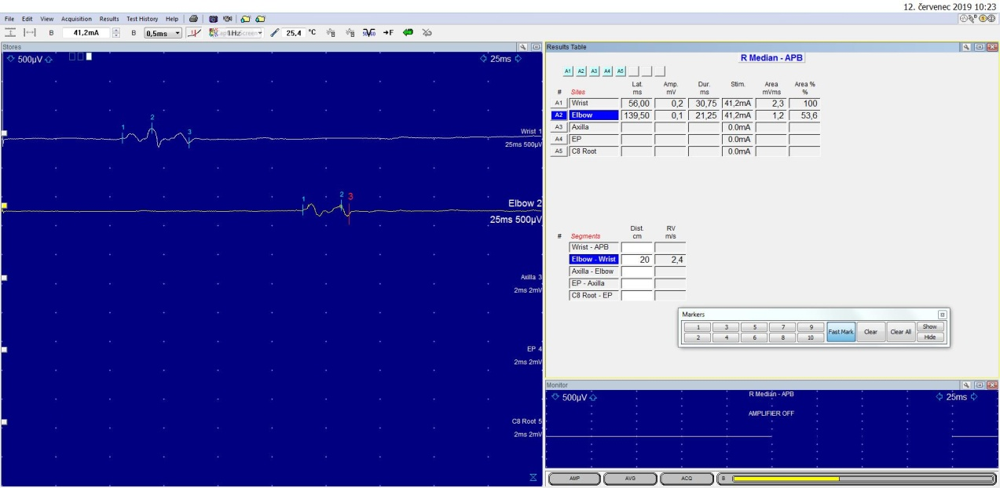 12. červenec 2019 10:23
File Edit View Acquisition Results Test History Help
B 41,2mA B 0,5ms 1Hz 25,4 °C 50/60 →F
Stores
500µV 25ms
1 2 3
Wrist 1
25ms 500µV
1 2 3
Elbow 2
25ms 500µV
Axilla 3
2ms 2mV
EP 4
2ms 2mV
C8 Root 5
2ms 2mV
Results Table
R Median - APB
A1 A2 A3 A4 A5
Lat. Amp. Dur. Stim. Area Area %
# Sites ms mV ms mVms %
A1 Wrist 56,00 0,2 30,75 41,2mA 2,3 100
A2 Elbow 139,50 0,1 21,25 41,2mA 1,2 53,6
A3 Axilla 0.0mA
A4 EP 0.0mA
A5 C8 Root 0.0mA
Dist. RV
# Segments cm m/s
Wrist - APB
Elbow - Wrist 20 2,4
Axilla - Elbow
EP - Axilla
C8 Root - EP
Markers
1 3 5 7 9 Fast Mark Clear Clear All Show
2 4 6 8 10 Hide
Monitor
500µV R Median - APB 25ms
AMPLIFIER OFF
AMP AVG ACQ B